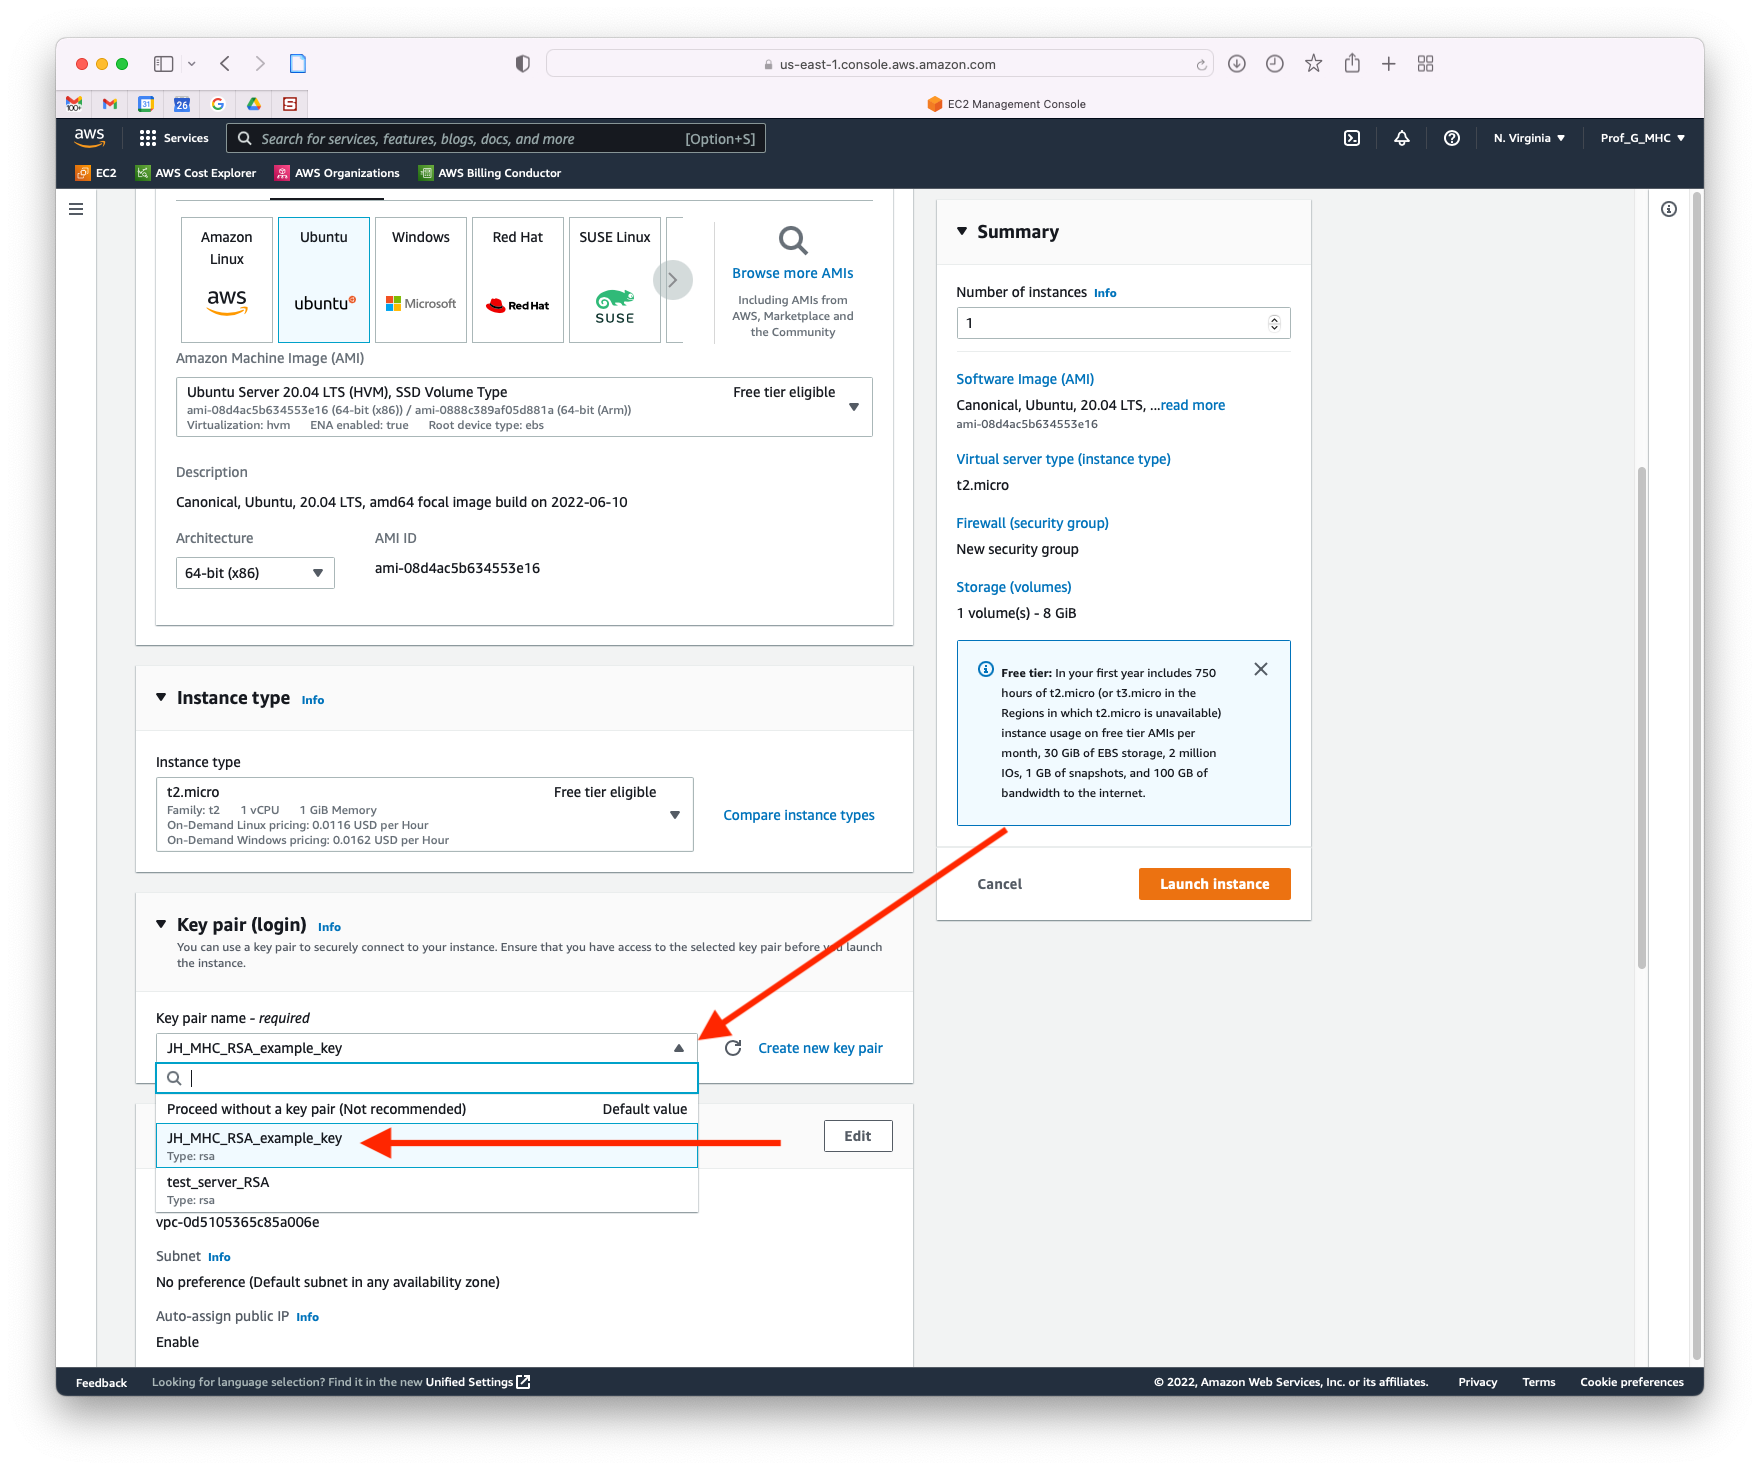 us-east-1.console.aws.amazon.com
EC2 Management Console
aws
Services
Search for services, features, blogs, docs, and more
[Option+S]
N. Virginia
Prof_G_MHC
EC2
AWS Cost Explorer
AWS Organizations
AWS Billing Conductor
Amazon Linux
aws
Ubuntu
ubuntu
Windows
Microsoft
Red Hat
Red Hat
SUSE Linux
SUSE
Browse more AMIs
Including AMIs from
AWS, Marketplace and
the Community
Amazon Machine Image (AMI)
Ubuntu Server 20.04 LTS (HVM), SSD Volume Type
Free tier eligible
ami-08d4ac5b634553e16 (64-bit (x86)) / ami-0888c389af05d881a (64-bit (Arm))
Virtualization: hvm ENA enabled: true Root device type: ebs
Description
Canonical, Ubuntu, 20.04 LTS, amd64 focal image build on 2022-06-10
Architecture
AMI ID
64-bit (x86)
ami-08d4ac5b634553e16
Instance type Info
Instance type
t2.micro
Free tier eligible
Family: t2 1 vCPU 1 GiB Memory
On-Demand Linux pricing: 0.0116 USD per Hour
On-Demand Windows pricing: 0.0162 USD per Hour
Compare instance types
Key pair (login) Info
You can use a key pair to securely connect to your instance. Ensure that you have access to the selected key pair before you launch
the instance.
Key pair name - required
JH_MHC_RSA_example_key
Create new key pair
Proceed without a key pair (Not recommended)
Default value
JH_MHC_RSA_example_key
Type: rsa
Edit
test_server_RSA
Type: rsa
vpc-0d5105365c85a006e
Subnet Info
No preference (Default subnet in any availability zone)
Auto-assign public IP Info
Enable
Summary
Number of instances Info
1
Software Image (AMI)
Canonical, Ubuntu, 20.04 LTS, ...read more
ami-08d4ac5b634553e16
Virtual server type (instance type)
t2.micro
Firewall (security group)
New security group
Storage (volumes)
1 volume(s) - 8 GiB
Free tier: In your first year includes 750
hours of t2.micro (or t3.micro in the
Regions in which t2.micro is unavailable)
instance usage on free tier AMIs per
month, 30 GiB of EBS storage, 2 million
IOs, 1 GB of snapshots, and 100 GB of
bandwidth to the internet.
Cancel
Launch instance
Feedback
Looking for language selection? Find it in the new Unified Settings
© 2022, Amazon Web Services, Inc. or its affiliates.
Privacy
Terms
Cookie preferences